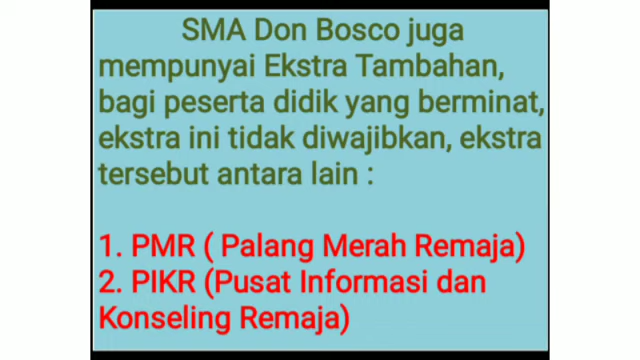 SMA Don Bosco juga
mempunyai Ekstra Tambahan,
bagi peserta didik yang berminat,
ekstra ini tidak diwajibkan, ekstra
tersebut antara lain :
1. PMR ( Palang Merah Remaja)
2. PIKR (Pusat Informasi dan
Konseling Remaja)